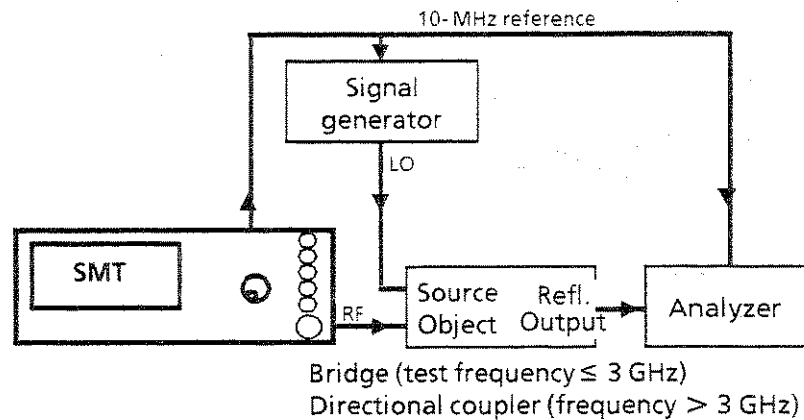 10-MHz reference
Signal
generator
LO
SMT
RF
Source
Object
Refl.
Output
Analyzer
Bridge (test frequency ≤ 3 GHz)
Directional coupler (frequency > 3 GHz)